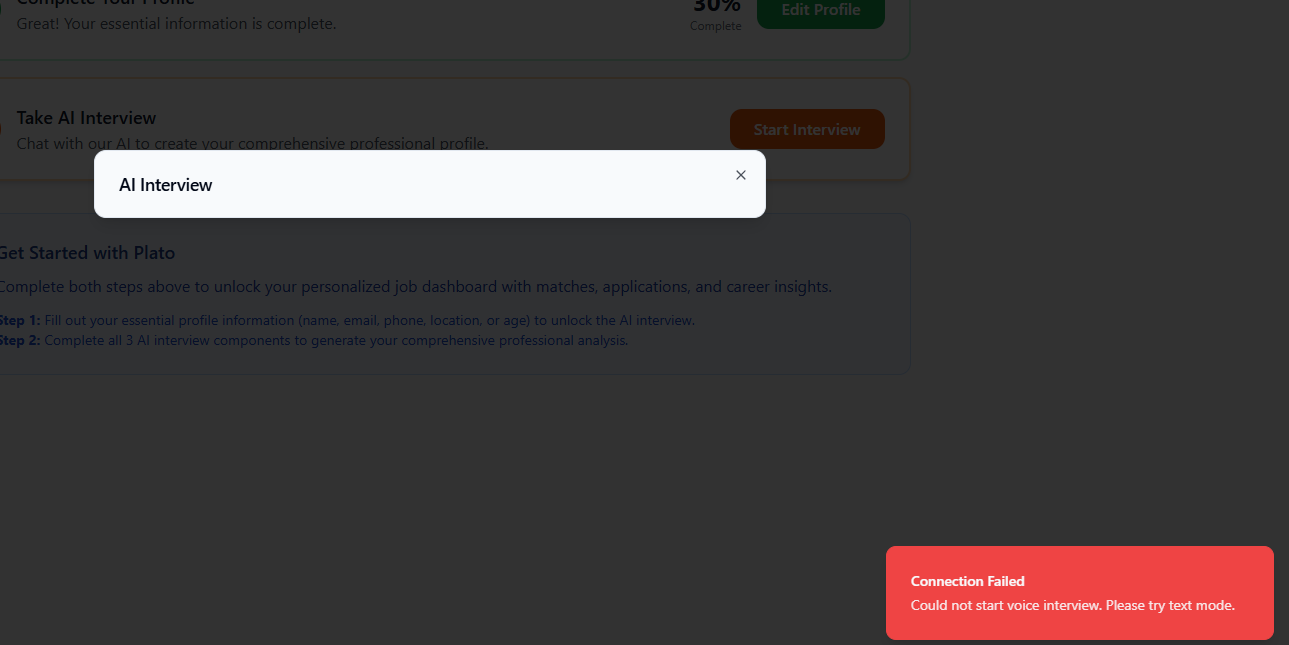 Complete Your Profile
Great! Your essential information is complete.
30%
Complete
Edit Profile
Take AI Interview
Chat with our AI to create your comprehensive professional profile.
Start Interview
AI Interview
Get Started with Plato
Complete both steps above to unlock your personalized job dashboard with matches, applications, and career insights.
Step 1: Fill out your essential profile information (name, email, phone, location, or age) to unlock the AI interview.
Step 2: Complete all 3 AI interview components to generate your comprehensive professional analysis.
Connection Failed
Could not start voice interview. Please try text mode.